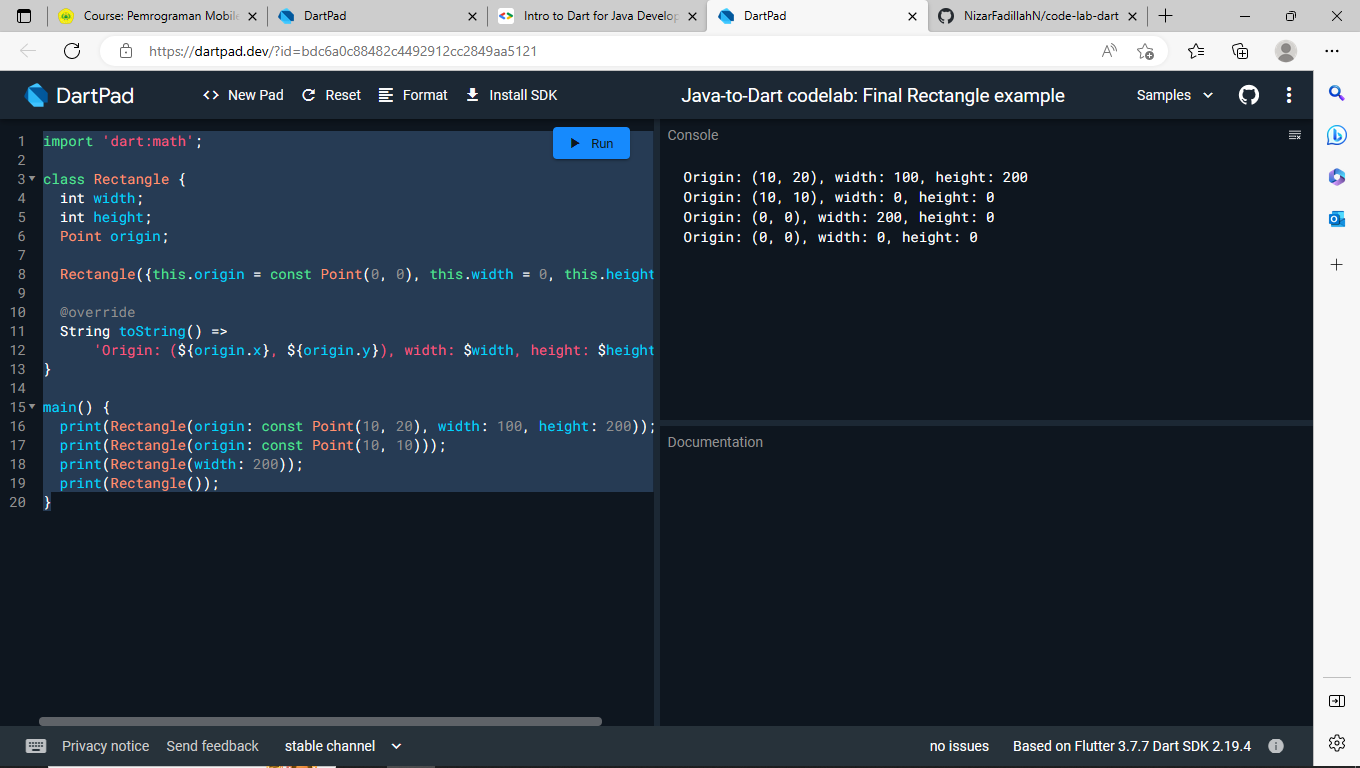 Course: Pemrograman Mobile
DartPad
Intro to Dart for Java Develop
DartPad
NizarFadillahN/code-lab-dart
https://dartpad.dev/?id=bdc6a0c88482c4492912cc2849aa5121
DartPad
New Pad
Reset
Format
Install SDK
Java-to-Dart codelab: Final Rectangle example
Samples
1 import 'dart:math';
2
3 class Rectangle {
4 int width;
5 int height;
6 Point origin;
7
8 Rectangle({this.origin = const Point(0, 0), this.width = 0, this.height
9
10 @override
11 String toString() =>
12 'Origin: (${origin.x}, ${origin.y}), width: $width, height: $height
13 }
14
15 main() {
16 print(Rectangle(origin: const Point(10, 20), width: 100, height: 200));
17 print(Rectangle(origin: const Point(10, 10)));
18 print(Rectangle(width: 200));
19 print(Rectangle());
20 }
Run
Console
Origin: (10, 20), width: 100, height: 200
Origin: (10, 10), width: 0, height: 0
Origin: (0, 0), width: 200, height: 0
Origin: (0, 0), width: 0, height: 0
Documentation
Privacy notice
Send feedback
stable channel
no issues
Based on Flutter 3.7.7 Dart SDK 2.19.4